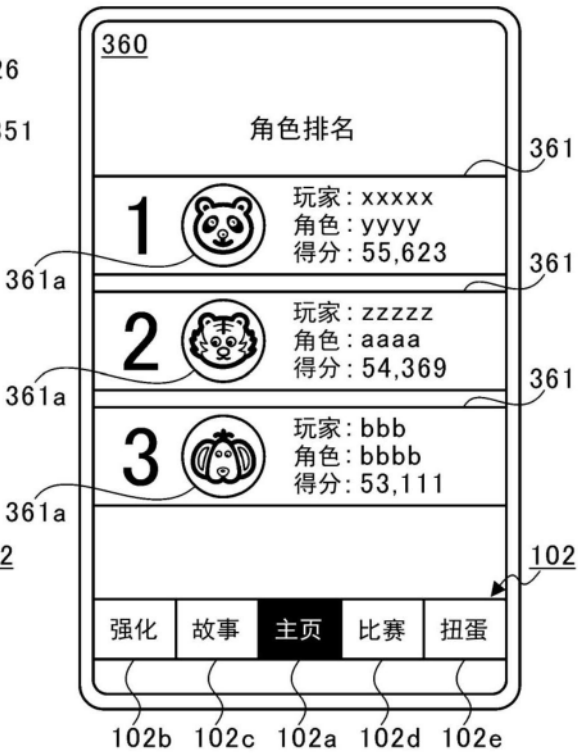 360
26
351
角色排名
361
1
玩家: xxxxx
角色: yyyy
得分: 55,623
361a
361
2
玩家: zzzzz
角色: aaaa
得分: 54,369
361a
361
3
玩家: bbb
角色: bbbb
得分: 53,111
361a
2
102
强化 故事 主页 比赛 扭蛋
102b 102c 102a 102d 102e